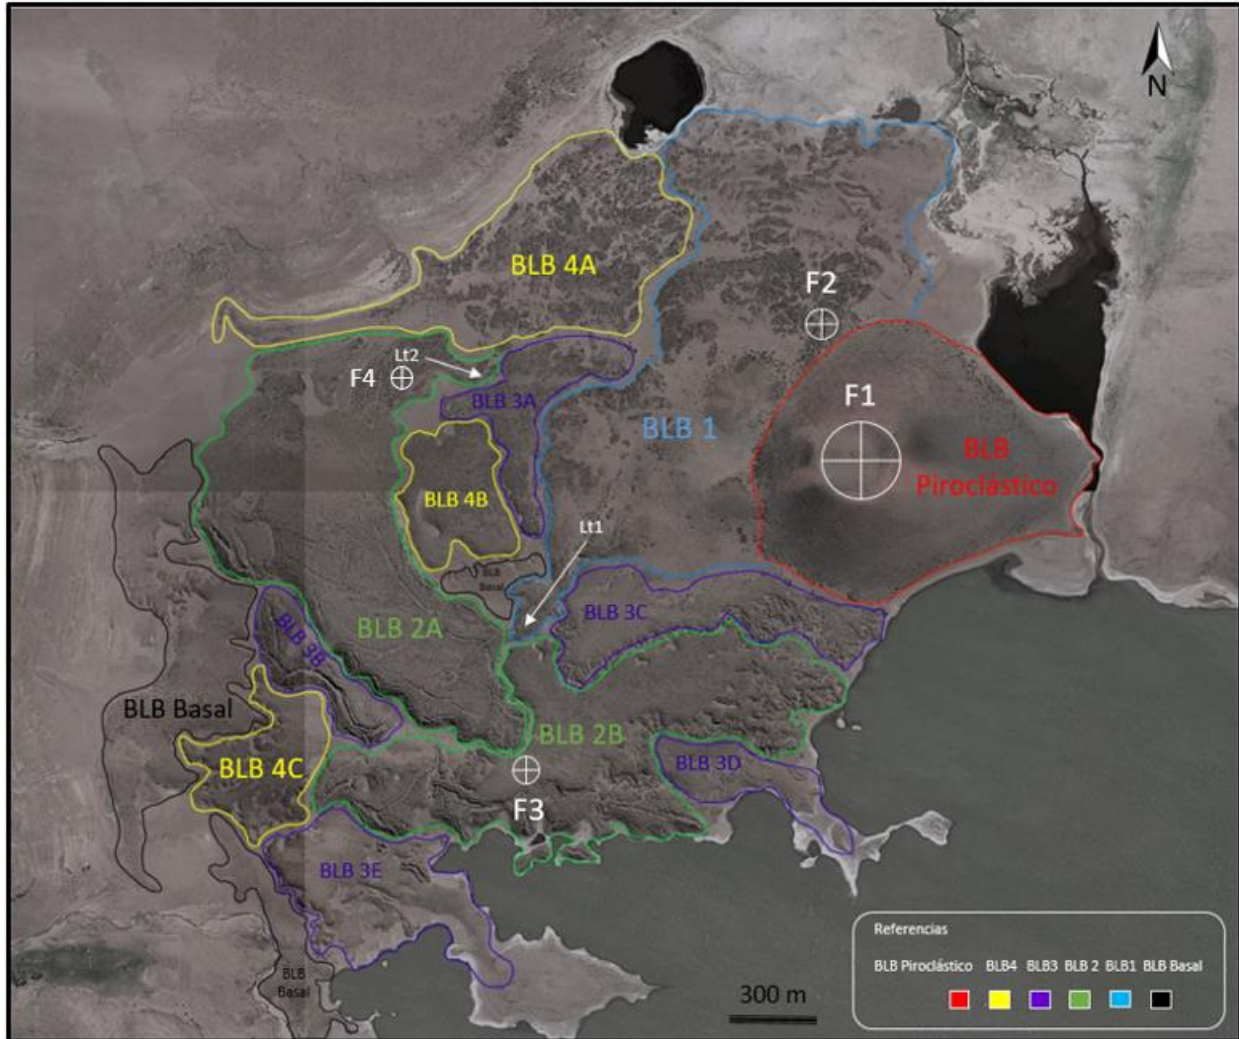 N
BLB 4A
F2
Lt2
F4
BLB 3A
F1
BLB 1
BLB
Piroclástico
BLB 4B
Lt1
BLB
Basal
BLB 3C
BLB 2A
BLB 3B
BLB Basal
BLB 2B
BLB 4C
BLB 3D
F3
BLB 3E
BLB
Basal
300 m
Referencias
BLB Piroclástico BLB4 BLB3 BLB 2 BLB1 BLB Basal